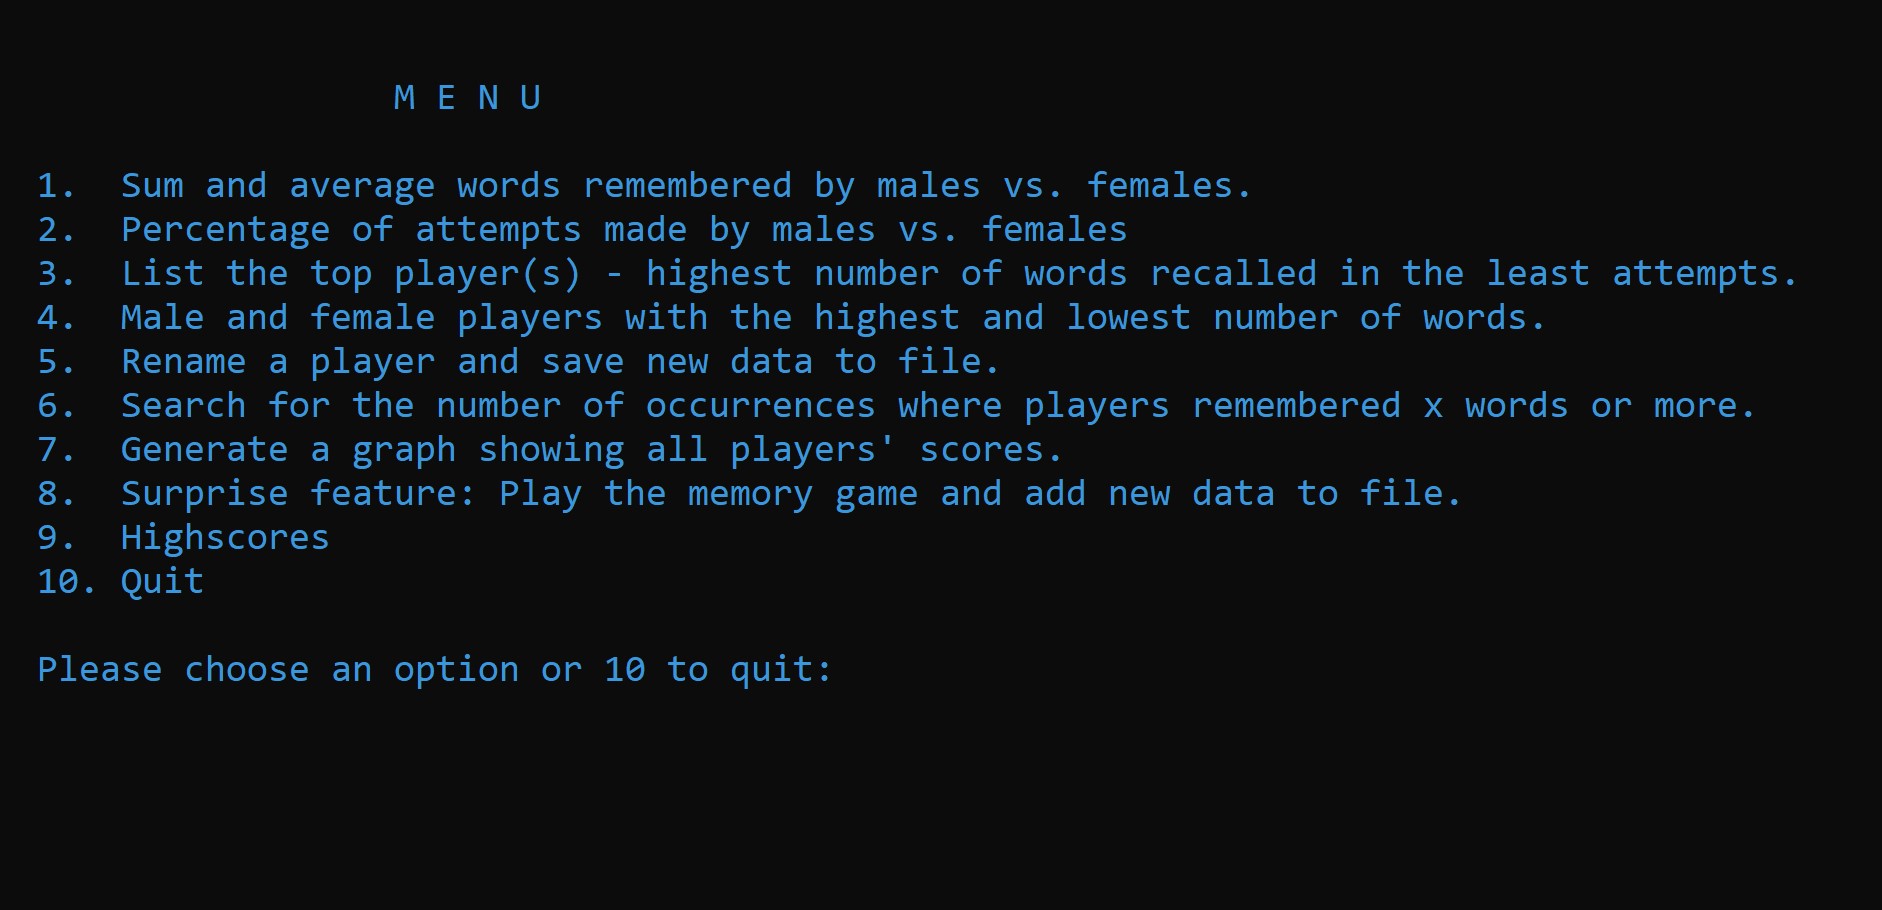 M E N U
1. Sum and average words remembered by males vs. females.
2. Percentage of attempts made by males vs. females
3. List the top player(s) - highest number of words recalled in the least attempts.
4. Male and female players with the highest and lowest number of words.
5. Rename a player and save new data to file.
6. Search for the number of occurrences where players remembered x words or more.
7. Generate a graph showing all players' scores.
8. Surprise feature: Play the memory game and add new data to file.
9. Highscores
10. Quit
Please choose an option or 10 to quit: